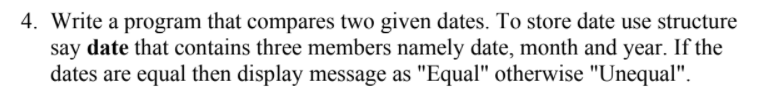 4. Write a program that compares two given dates. To store date use structure
say date that contains three members namely date, month and year. If the
dates are equal then display message as "Equal" otherwise "Unequal".